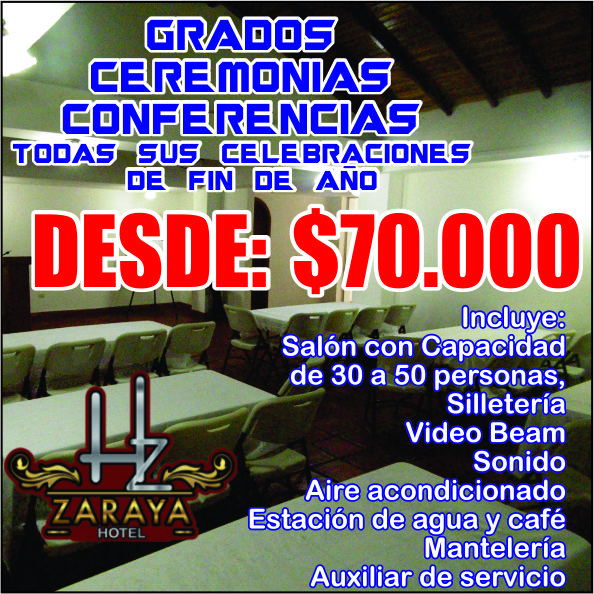 GRADOS
CEREMONIAS
CONFERENCIAS
TODAS SUS CELEBRACIONES
DE FIN DE AÑO
DESDE: $70.000
Incluye:
Salón con Capacidad
de 30 a 50 personas,
Silletería
Video Beam
Sonido
Aire acondicionado
Estación de agua y café
Mantelería
Auxiliar de servicio
HZ
ZARAYA
HOTEL